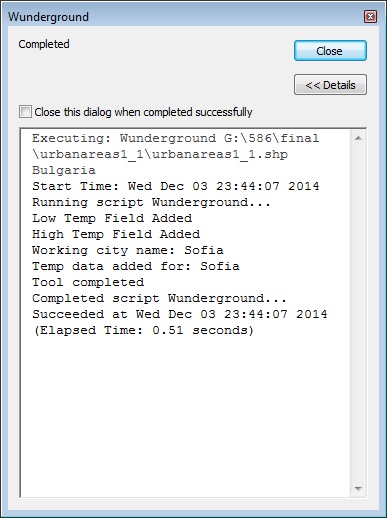 Wunderground
Completed
Close
<< Details
Close this dialog when completed successfully
Executing: Wunderground G:\586\final
\urbanareas1_1\urbanareas1_1.shp
Bulgaria
Start Time: Wed Dec 03 23:44:07 2014
Running script Wunderground...
Low Temp Field Added
High Temp Field Added
Working city name: Sofia
Temp data added for: Sofia
Tool completed
Completed script Wunderground...
Succeeded at Wed Dec 03 23:44:07 2014
(Elapsed Time: 0.51 seconds)